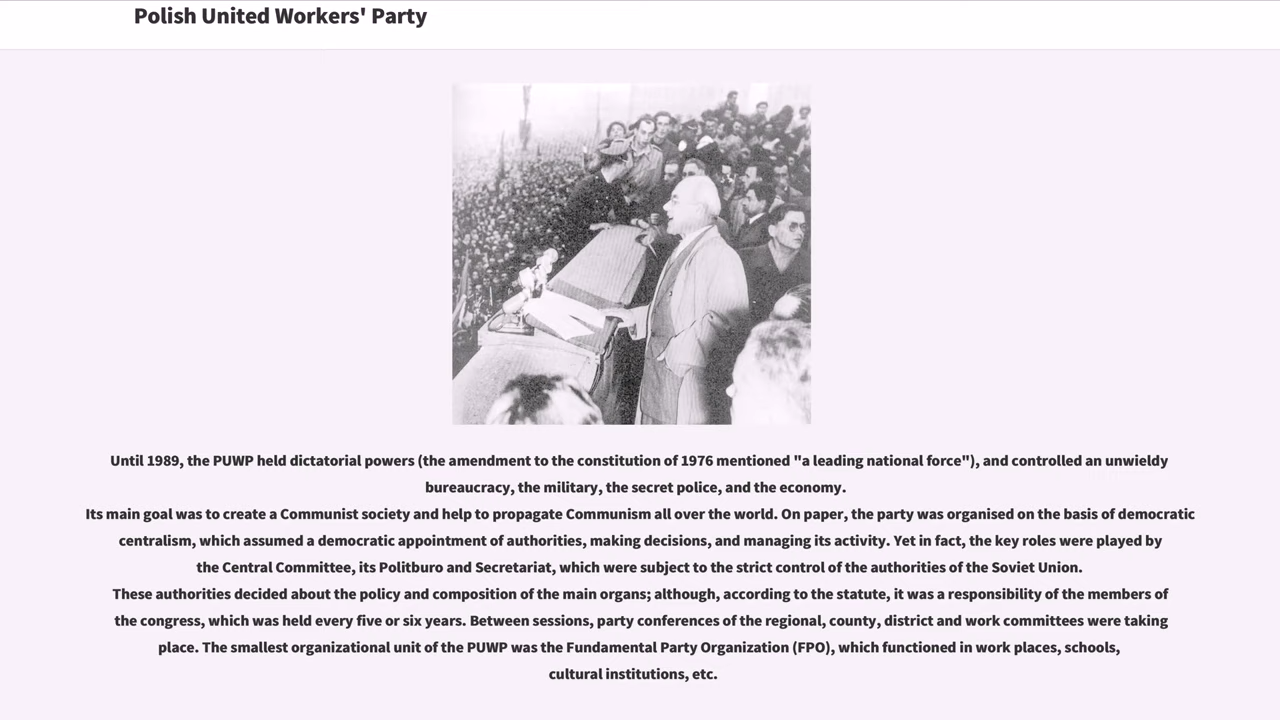 Polish United Workers' Party
Until 1989, the PUWP held dictatorial powers (the amendment to the constitution of 1976 mentioned "a leading national force"), and controlled an unwieldy
bureaucracy, the military, the secret police, and the economy.
Its main goal was to create a Communist society and help to propagate Communism all over the world. On paper, the party was organised on the basis of democratic
centralism, which assumed a democratic appointment of authorities, making decisions, and managing its activity. Yet in fact, the key roles were played by
the Central Committee, its Politburo and Secretariat, which were subject to the strict control of the authorities of the Soviet Union.
These authorities decided about the policy and composition of the main organs; although, according to the statute, it was a responsibility of the members of
the congress, which was held every five or six years. Between sessions, party conferences of the regional, county, district and work committees were taking
place. The smallest organizational unit of the PUWP was the Fundamental Party Organization (FPO), which functioned in work places, schools,
cultural institutions, etc.